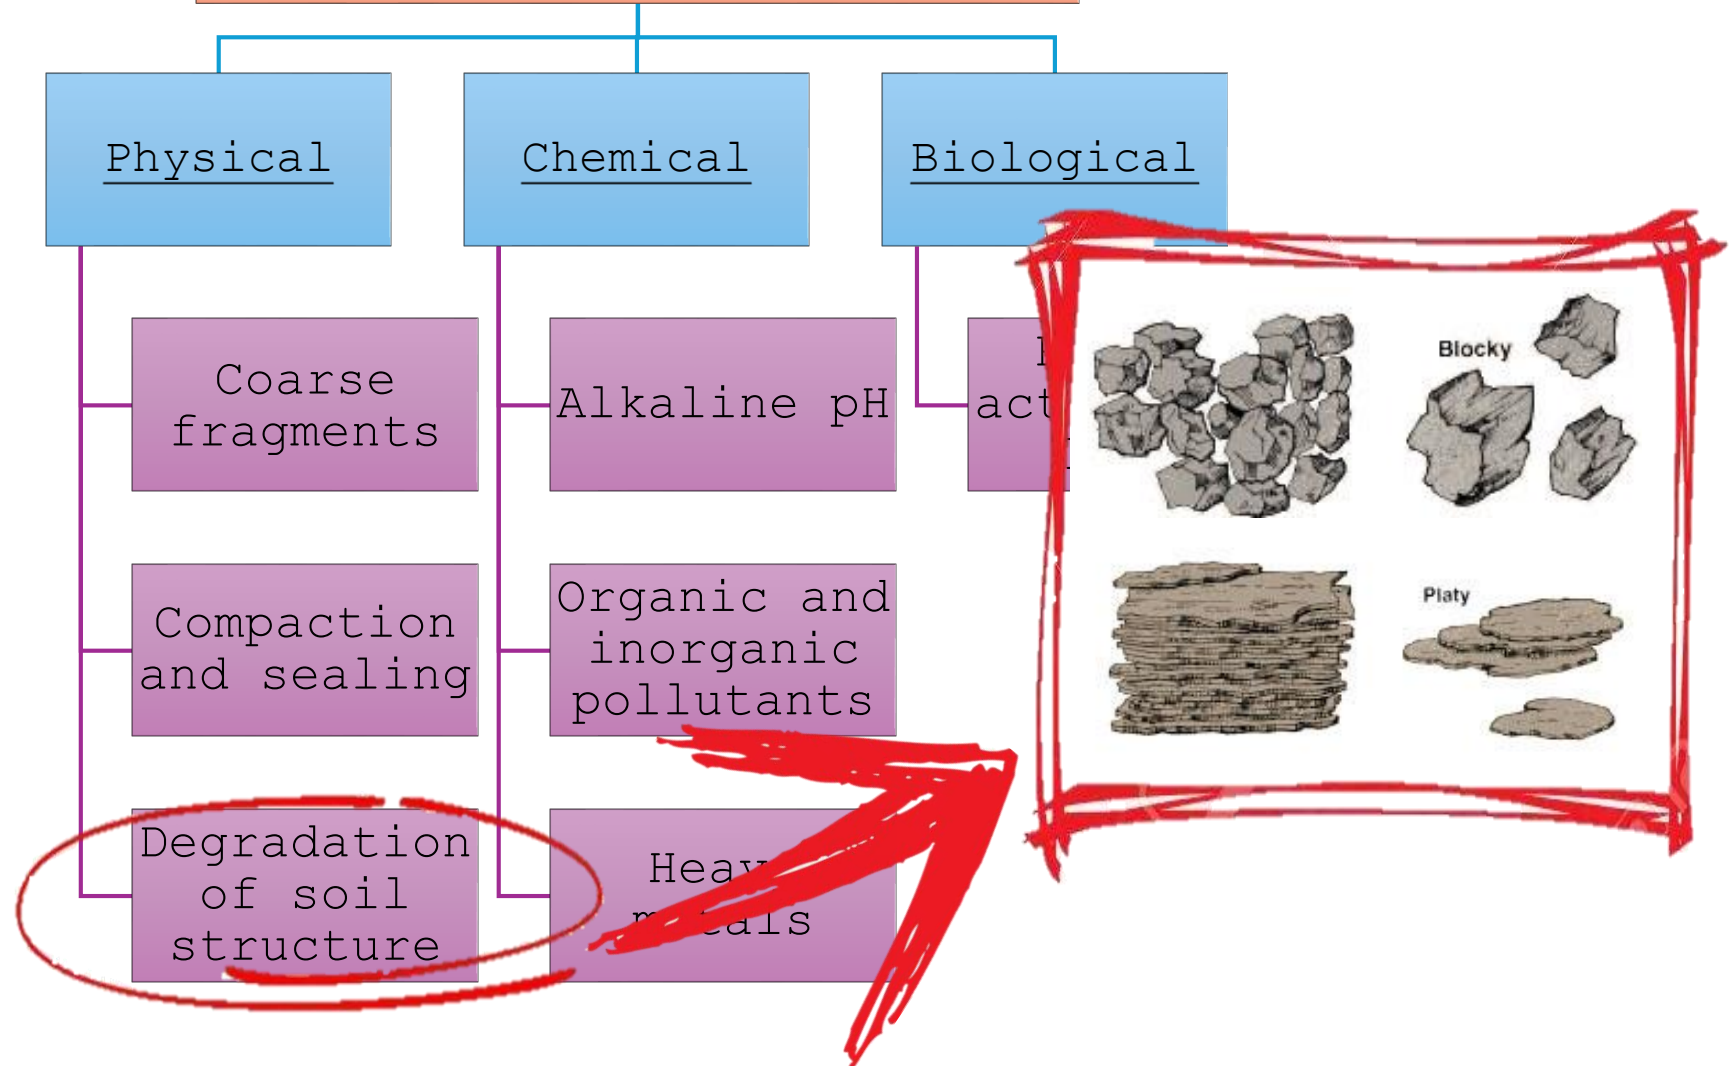 Physical
Chemical
Biological
Coarse
fragments
Compaction
and sealing
Degradation
of soil
structure
Alkaline pH
Organic and
inorganic
pollutants
Blocky
Platy